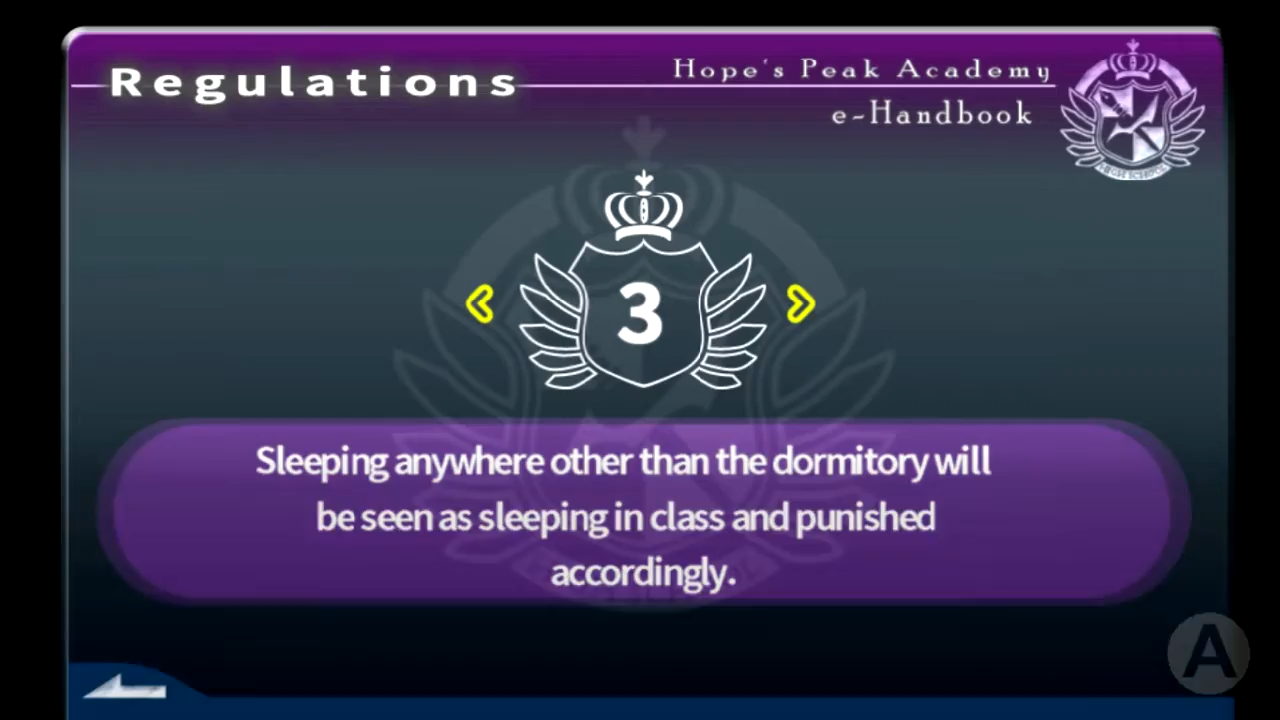 Regulations
Hope's Peak Academy
e-Handbook
3
Sleeping anywhere other than the dormitory will
be seen as sleeping in class and punished
accordingly.
A